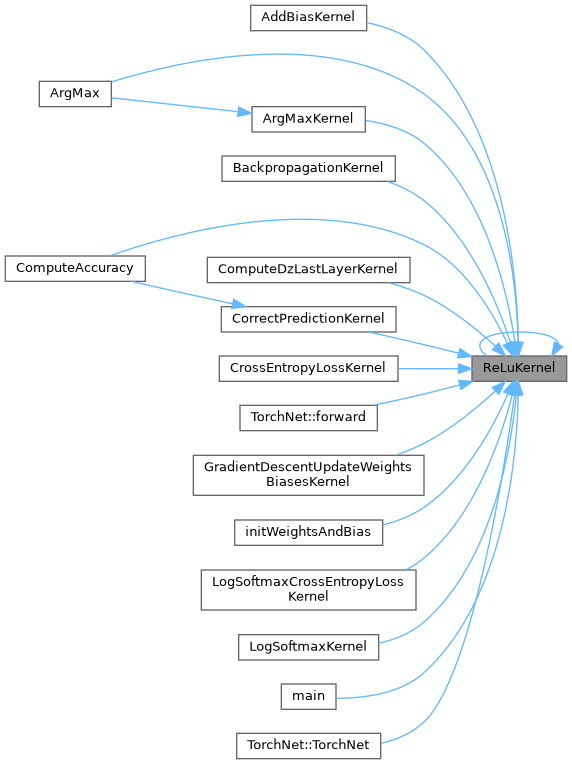 AddBiasKernel
ArgMax
ArgMaxKernel
BackpropagationKernel
ComputeAccuracy
ComputeDzLastLayerKernel
CorrectPredictionKernel
CrossEntropyLossKernel
ReLuKernel
TorchNet::forward
GradientDescentUpdateWeights
BiasesKernel
initWeightsAndBias
LogSoftmaxCrossEntropyLoss
Kernel
LogSoftmaxKernel
main
TorchNet::TorchNet